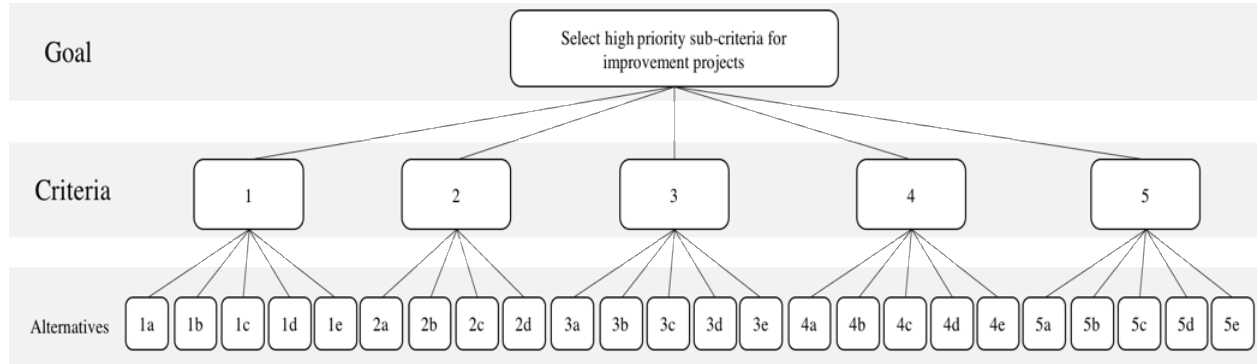 Goal
Select high priority sub-criteria for
improvement projects
Criteria
1
2
3
4
5
Alternatives
1a
1b
1c
1d
1e
2a
2b
2c
2d
3a
3b
3c
3d
3e
4a
4b
4c
4d
4e
5a
5b
5c
5d
5e